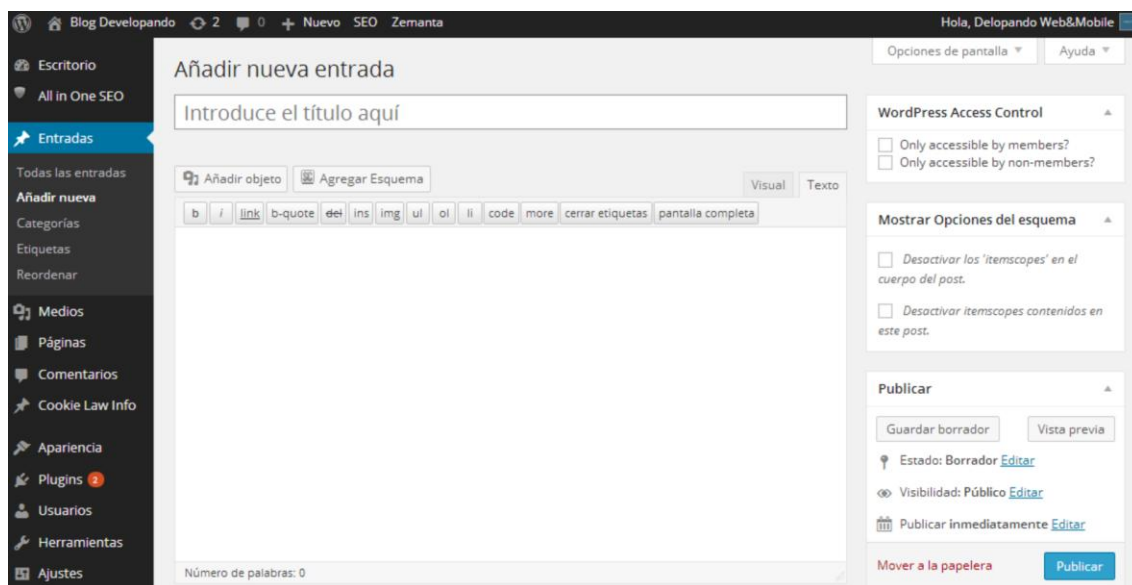 Blog Developando 2 0 + Nuevo SEO Zemanta Hola, Delopando Web&Mobile
Escritorio
All in One SEO
Entradas
Todas las entradas
Añadir nueva
Categorías
Etiquetas
Reordenar
Medios
Páginas
Comentarios
Cookie Law Info
Apariencia
Plugins 2
Usuarios
Herramientas
Ajustes
Opciones de pantalla Ayuda
Añadir nueva entrada
Introduce el título aquí
Añadir objeto Agregar Esquema Visual Texto
b i link b-quote del ins img ul ol li code more cerrar etiquetas pantalla completa
Número de palabras: 0
WordPress Access Control
Only accessible by members?
Only accessible by non-members?
Mostrar Opciones del esquema
Desactivar los 'itemscopes' en el
cuerpo del post.
Desactivar itemscopes contenidos en
este post.
Publicar
Guardar borrador Vista previa
Estado: Borrador Editar
Visibilidad: Público Editar
Publicar inmediatamente Editar
Mover a la papelera Publicar